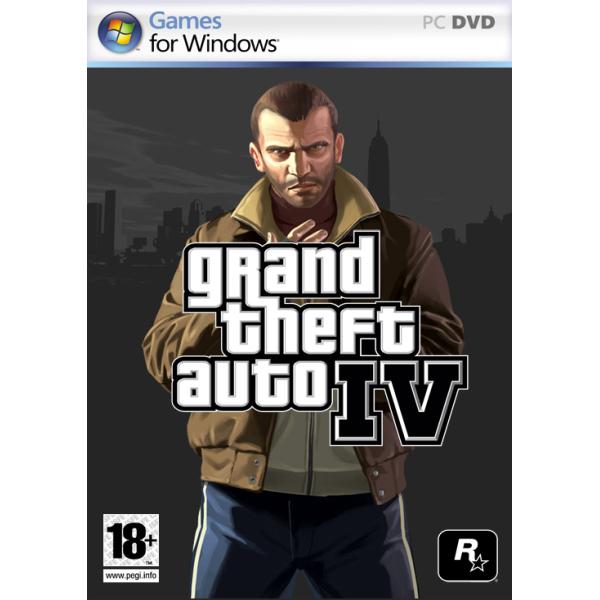 Games
for Windows®
PC DVD
grand
theft
auto IV
18+
www.pegi.info
R